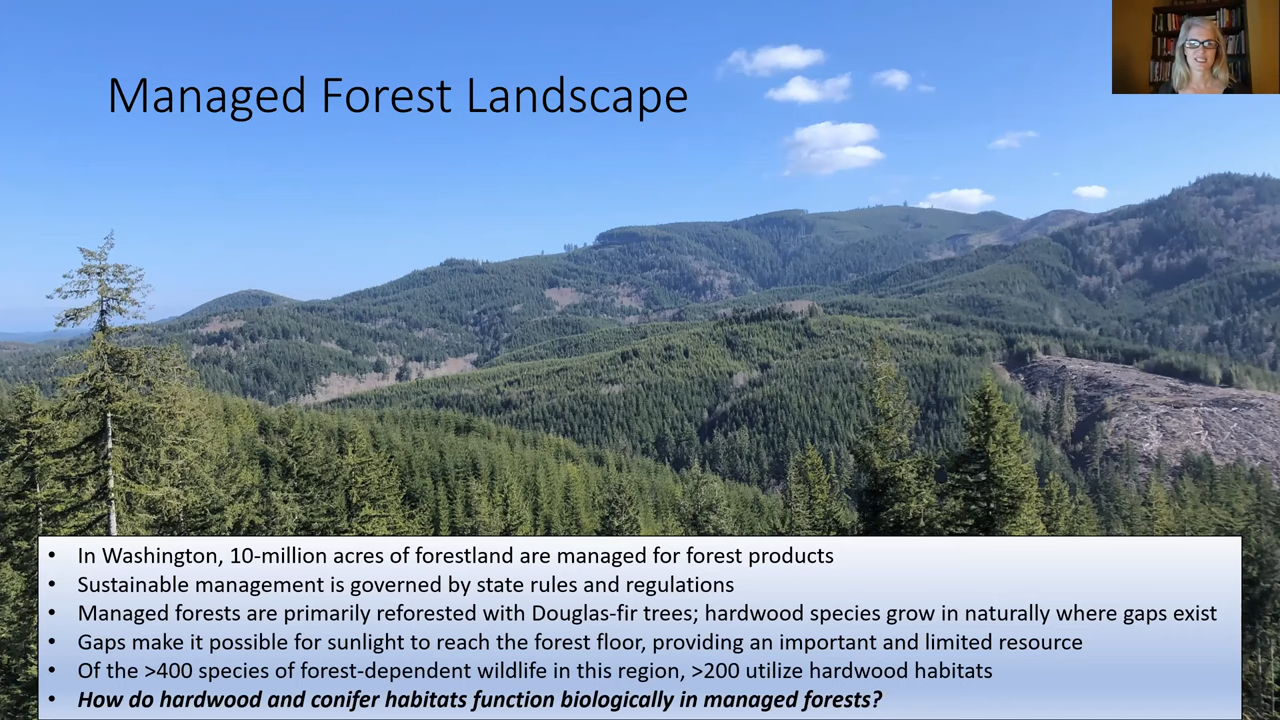 Managed Forest Landscape
• In Washington, 10-million acres of forestland are managed for forest products
• Sustainable management is governed by state rules and regulations
• Managed forests are primarily reforested with Douglas-fir trees; hardwood species grow in naturally where gaps exist
• Gaps make it possible for sunlight to reach the forest floor, providing an important and limited resource
• Of the >400 species of forest-dependent wildlife in this region, >200 utilize hardwood habitats
• How do hardwood and conifer habitats function biologically in managed forests?